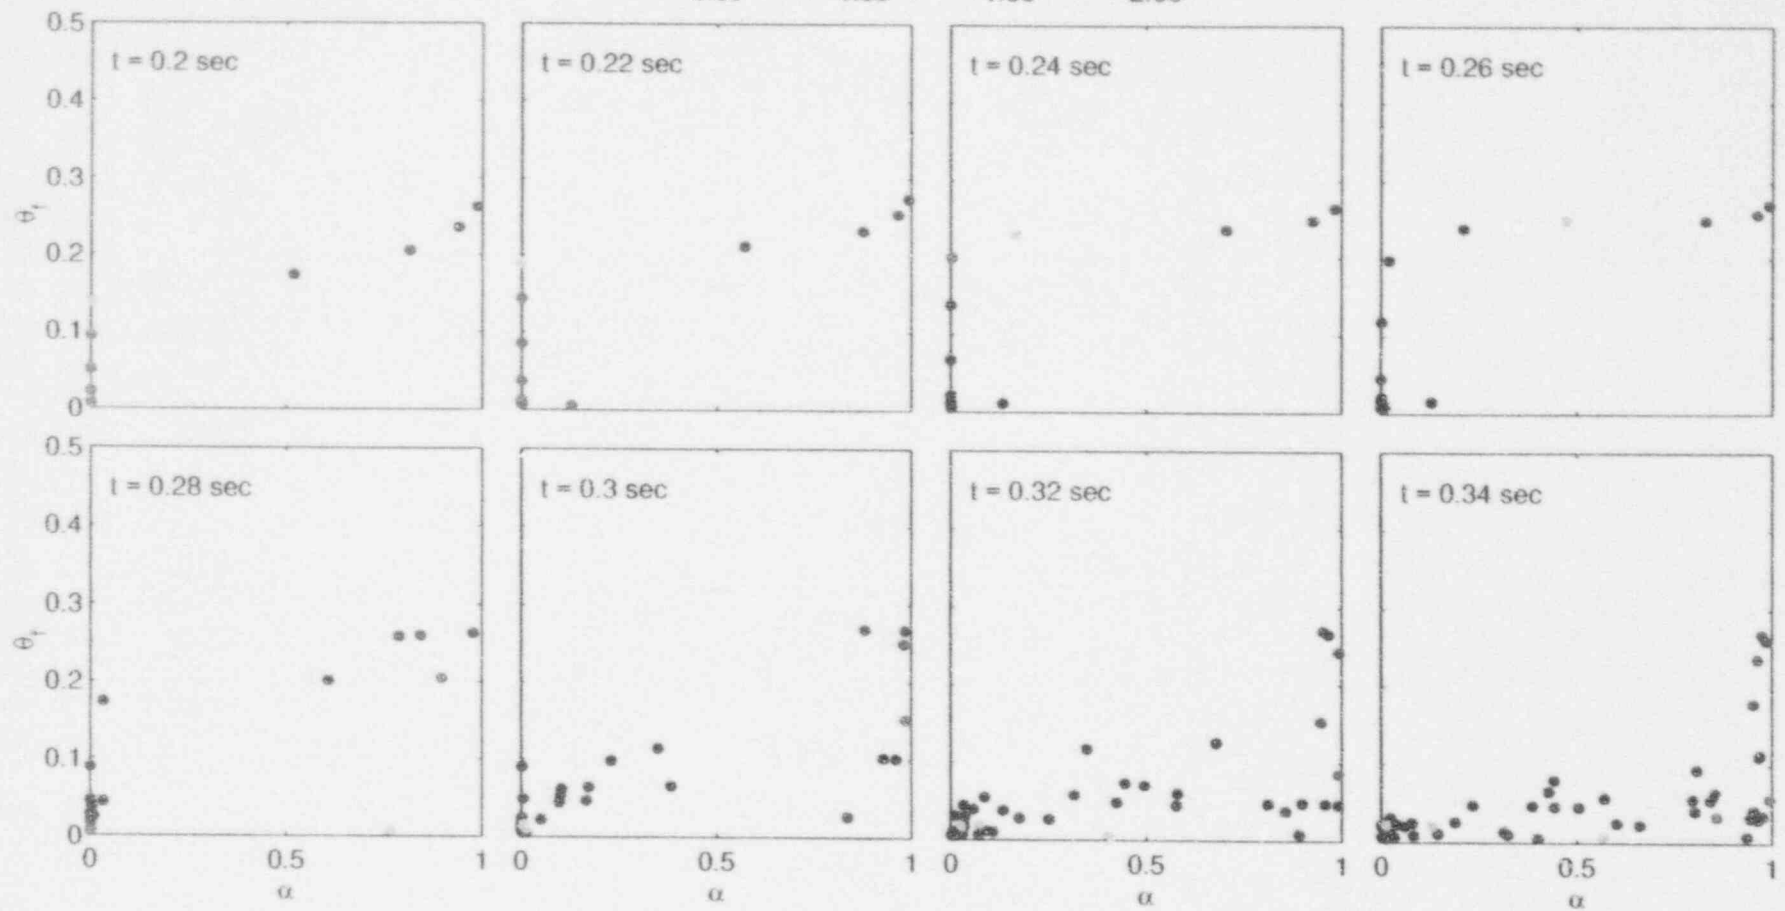 0.5
t = 0.2 sec
t = 0.22 sec
t = 0.24 sec
t = 0.26 sec
0.4
0.3
θf
0.2
0.1
0
0.5
t = 0.28 sec
t = 0.3 sec
t = 0.32 sec
t = 0.34 sec
0.4
0.3
θf
0.2
0.1
0
0 0.5 1 0 0.5 1 0 0.5 1 0 0.5 1
α α α α